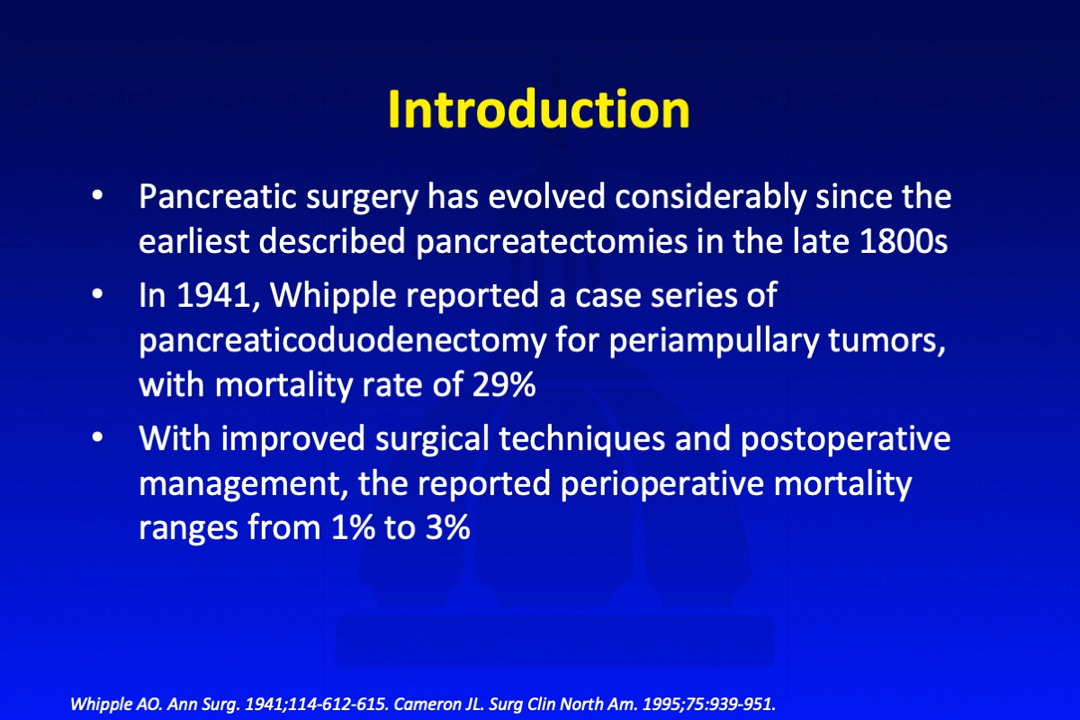 Introduction
• Pancreatic surgery has evolved considerably since the
earliest described pancreatectomies in the late 1800s
• In 1941, Whipple reported a case series of
pancreaticoduodenectomy for periampullary tumors,
with mortality rate of 29%
• With improved surgical techniques and postoperative
management, the reported perioperative mortality
ranges from 1% to 3%
Whipple AO. Ann Surg. 1941;114-612-615. Cameron JL. Surg Clin North Am. 1995;75:939-951.